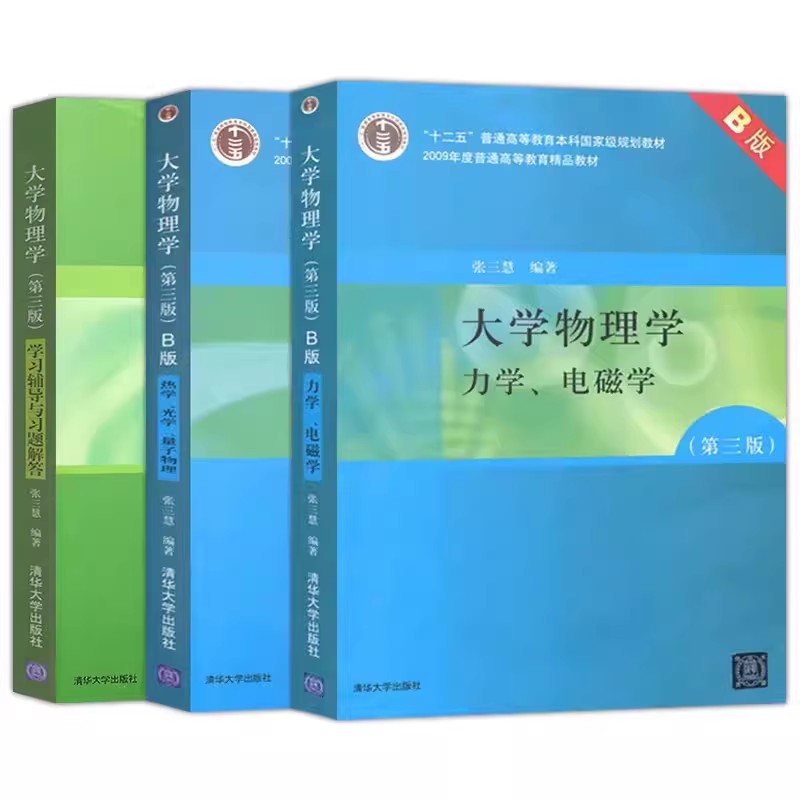 大学物理学
(第三版)
学习辅导与习题解答
张三慧 编著
清华大学出版社
清华大学出版社
十二五
大学物理学
(第三版)
B版
热学、光学、量子物理
张三慧 编著
清华大学出版社
"十
200
清华大学出版社
十二五
"十二五"普通高等教育本科国家级规划教材
2009年度普通高等教育精品教材
B版
张三慧 编著
大学物理学
力学、电磁学
(第三版)
清华大学出版社
大学物理学
(第三版)
B版
力学、电磁学
张三慧 编著
清华大学出版社